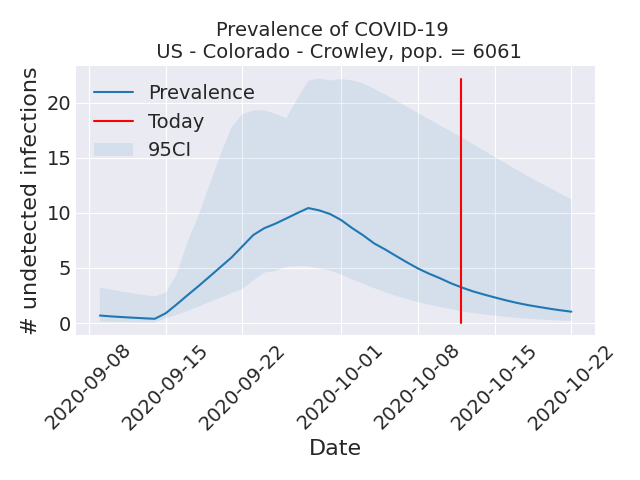 Prevalence of COVID-19
US - Colorado - Crowley, pop. = 6061
# undetected infections
20
15
10
5
0
Prevalence
Today
95CI
2020-09-08
2020-09-15
2020-09-22
2020-10-01
2020-10-08
2020-10-15
2020-10-22
Date